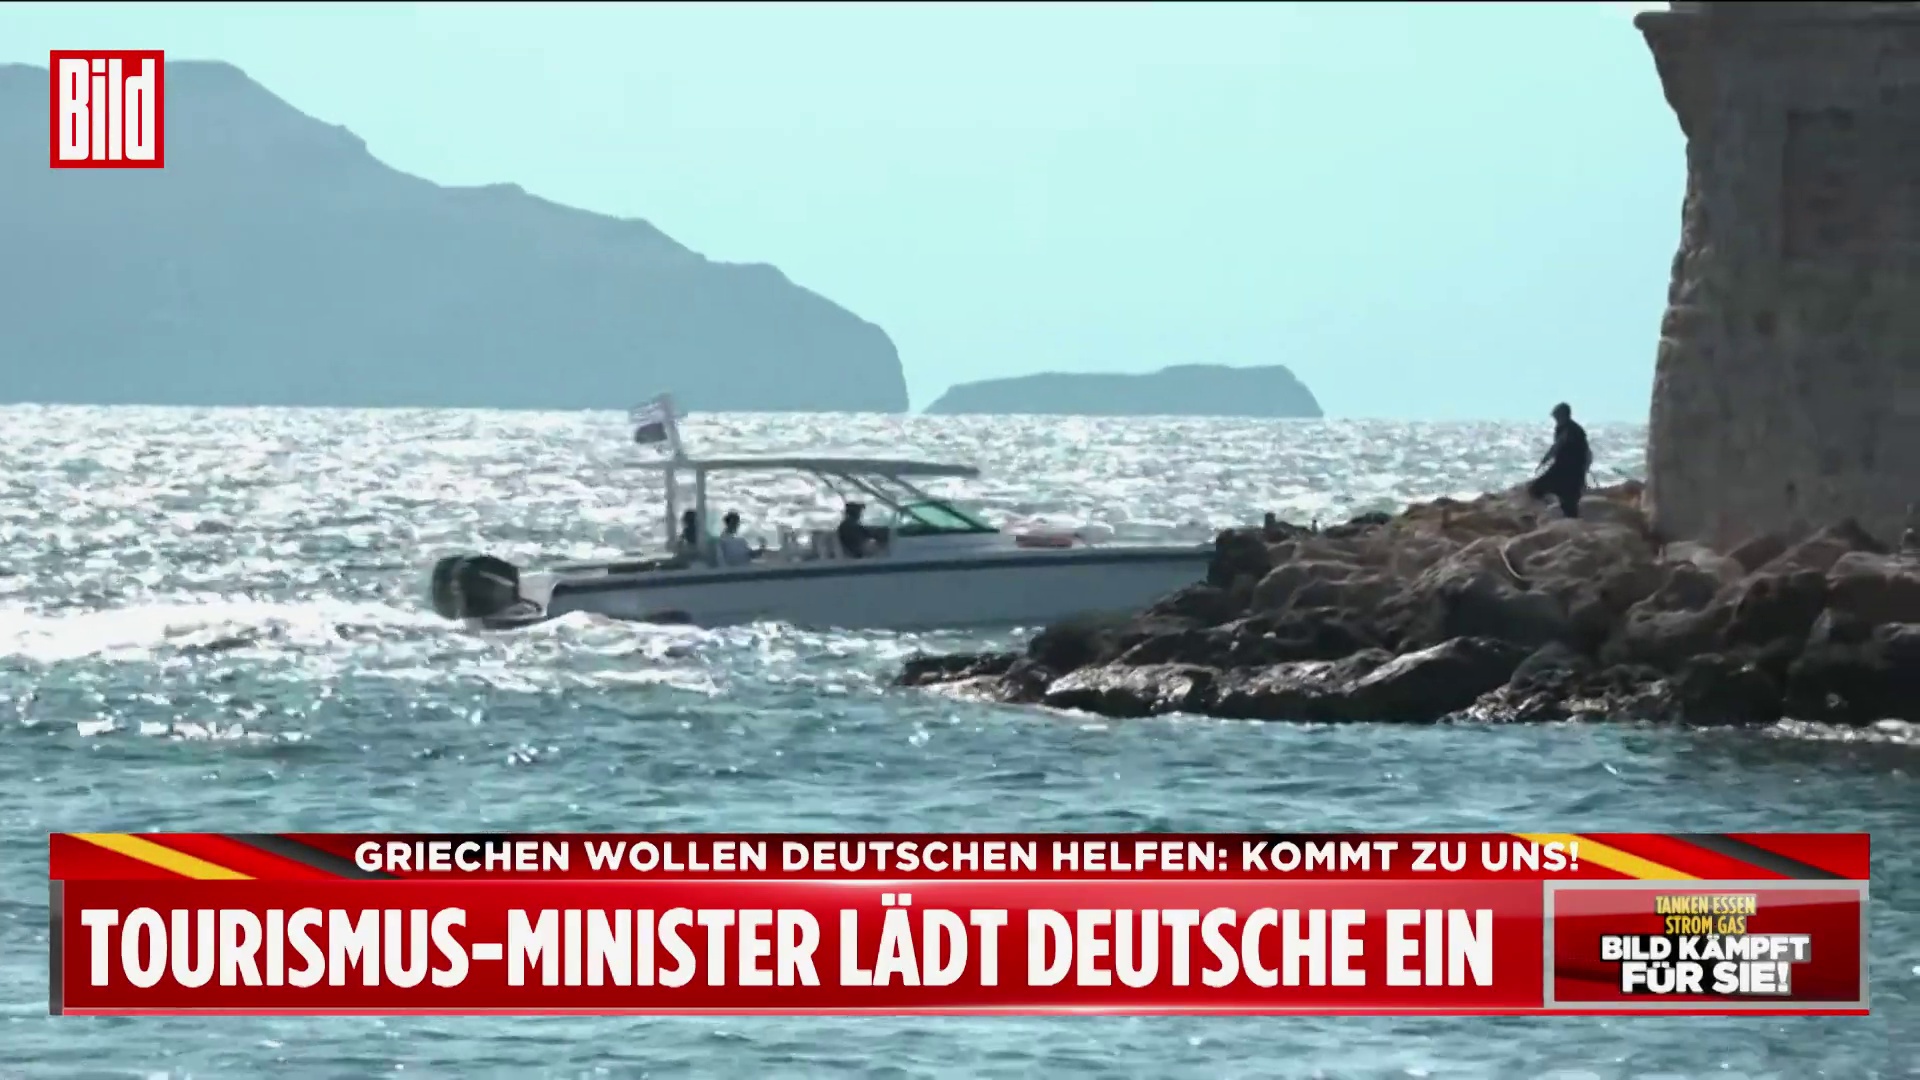 Bild
GRIECHEN WOLLEN DEUTSCHEN HELFEN: KOMMT ZU UNS!
TOURISMUS-MINISTER LÄDT DEUTSCHE EIN
TANKEN ESSEN
STROM GAS
BILD KÄMPFT
FÜR SIE!